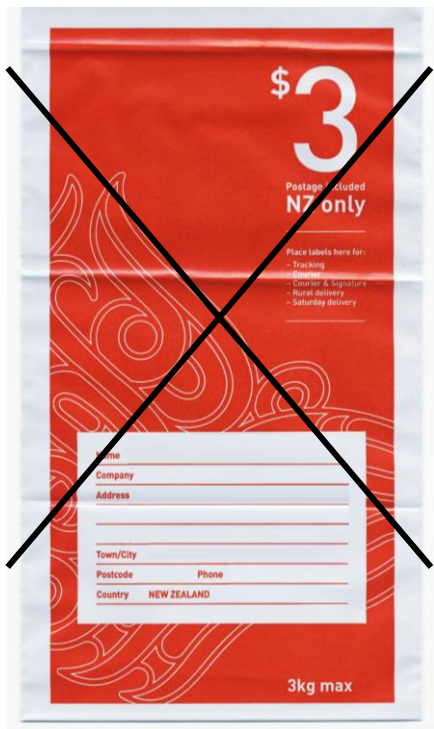 $3
Postage included
NZ only
Place labels here for:
– Tracking
– Courier
– Courier & Signature
– Rural delivery
– Saturday delivery
Name
Company
Address
Town/City
Postcode Phone
Country NEW ZEALAND
3kg max